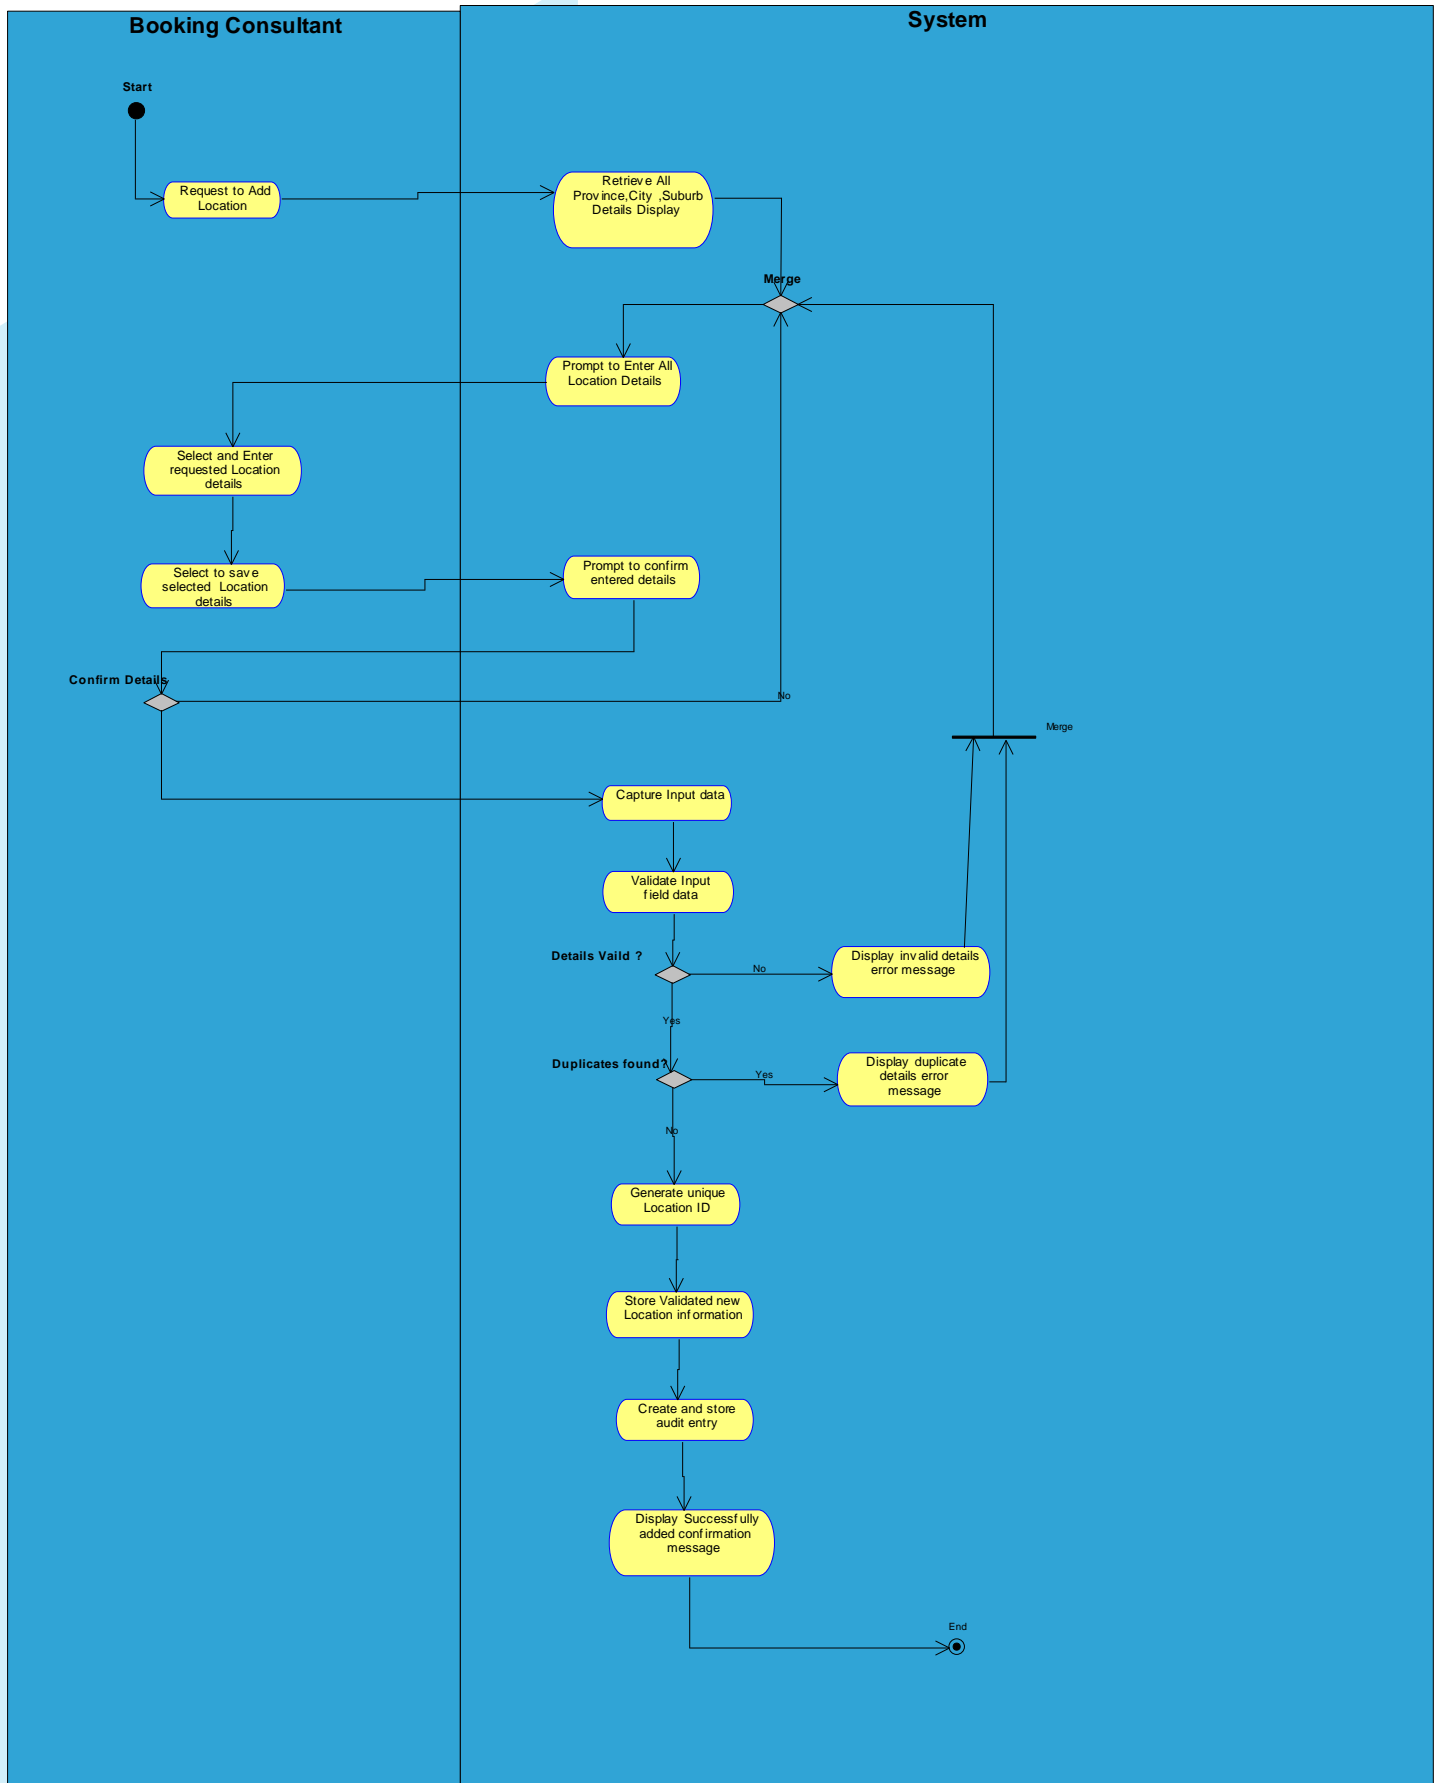 Booking Consultant
System
Start
Request to Add
Location
Retrieve All
Province,City ,Suburb
Details Display
Merge
Prompt to Enter All
Location Details
Select and Enter
requested Location
details
Select to save
selected Location
details
Prompt to confirm
entered details
Confirm Details
No
Merge
Capture Input data
Validate Input
field data
Details Vaild ?
No
Display invalid details
error message
Yes
Duplicates found?
Yes
Display duplicate
details error
message
No
Generate unique
Location ID
Store Validated new
Location information
Create and store
audit entry
Display Successfully
added confirmation
message
End